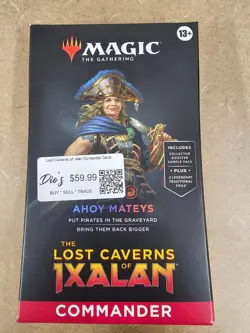 13+
MAGIC
THE GATHERING
INCLUDES
COLLECTOR
BOOSTER
SAMPLE PACK
• PLUS •
2 LEGENDARY
TRADITIONAL
FOILS
Lost Caverns of Ixalan Commander Deck
Dio's
$59.99
BUY * SELL * TRADE
AHOY MATEYS
PUT PIRATES IN THE GRAVEYARD
BRING THEM BACK BIGGER
THE
LOST CAVERNS
OF
IXALAN
COMMANDER